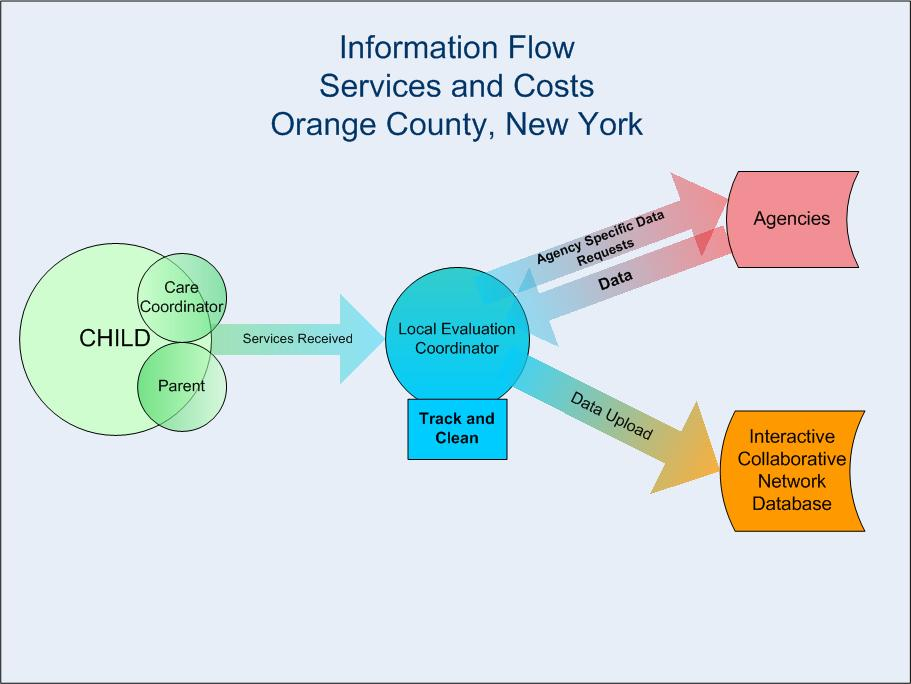 Information Flow
Services and Costs
Orange County, New York
Agencies
Agency Specific Data
Requests
Data
Care
Coordinator
CHILD
Parent
Services Received
Local Evaluation
Coordinator
Track and
Clean
Data Upload
Interactive
Collaborative
Network
Database